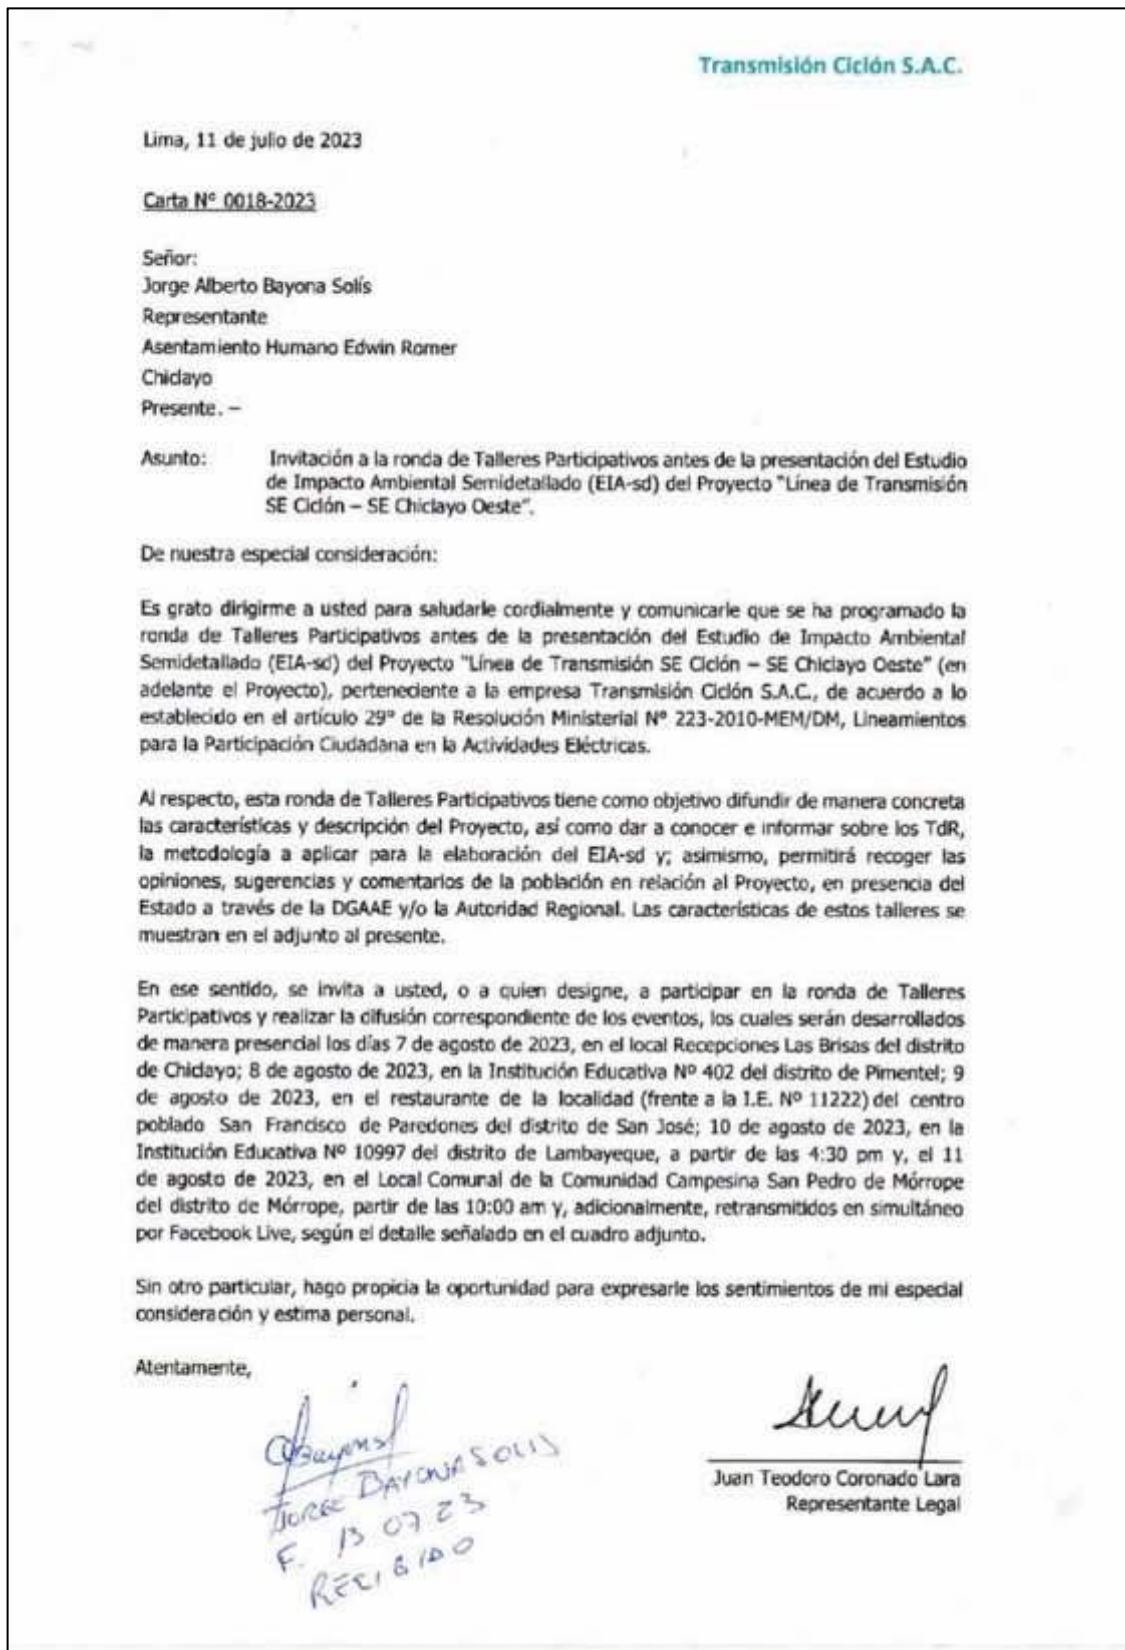 Transmisión Ciclón S.A.C.
Lima, 11 de julio de 2023
Carta N° 0018-2023
Señor:
Jorge Alberto Bayona Solís
Representante
Asentamiento Humano Edwin Romer
Chiclayo
Presente. –
Asunto: Invitación a la ronda de Talleres Participativos antes de la presentación del Estudio
de Impacto Ambiental Semidetallado (EIA-sd) del Proyecto "Línea de Transmisión
SE Ciclón – SE Chiclayo Oeste".
De nuestra especial consideración:
Es grato dirigirme a usted para saludarle cordialmente y comunicarle que se ha programado la
ronda de Talleres Participativos antes de la presentación del Estudio de Impacto Ambiental
Semidetallado (EIA-sd) del Proyecto "Línea de Transmisión SE Ciclón – SE Chiclayo Oeste" (en
adelante el Proyecto), perteneciente a la empresa Transmisión Ciclón S.A.C., de acuerdo a lo
establecido en el artículo 29° de la Resolución Ministerial N° 223-2010-MEM/DM, Lineamientos
para la Participación Ciudadana en la Actividades Eléctricas.
Al respecto, esta ronda de Talleres Participativos tiene como objetivo difundir de manera concreta
las características y descripción del Proyecto, así como dar a conocer e informar sobre los TdR,
la metodología a aplicar para la elaboración del EIA-sd y; asimismo, permitirá recoger las
opiniones, sugerencias y comentarios de la población en relación al Proyecto, en presencia del
Estado a través de la DGAAE y/o la Autoridad Regional. Las características de estos talleres se
muestran en el adjunto al presente.
En ese sentido, se invita a usted, o a quien designe, a participar en la ronda de Talleres
Participativos y realizar la difusión correspondiente de los eventos, los cuales serán desarrollados
de manera presencial los días 7 de agosto de 2023, en el local Recepciones Las Brisas del distrito
de Chiclayo; 8 de agosto de 2023, en la Institución Educativa Nº 402 del distrito de Pimentel; 9
de agosto de 2023, en el restaurante de la localidad (frente a la I.E. Nº 11222) del centro
poblado San Francisco de Paredones del distrito de San José; 10 de agosto de 2023, en la
Institución Educativa Nº 10997 del distrito de Lambayeque, a partir de las 4:30 pm y, el 11
de agosto de 2023, en el Local Comunal de la Comunidad Campesina San Pedro de Mórrope
del distrito de Mórrope, partir de las 10:00 am y, adicionalmente, retransmitidos en simultáneo
por Facebook Live, según el detalle señalado en el cuadro adjunto.
Sin otro particular, hago propicia la oportunidad para expresarle los sentimientos de mi especial
consideración y estima personal.
Atentamente,
JORGE BAYONA SOLIS
F. 13 07 23
RECIBIDO
Juan Teodoro Coronado Lara
Representante Legal